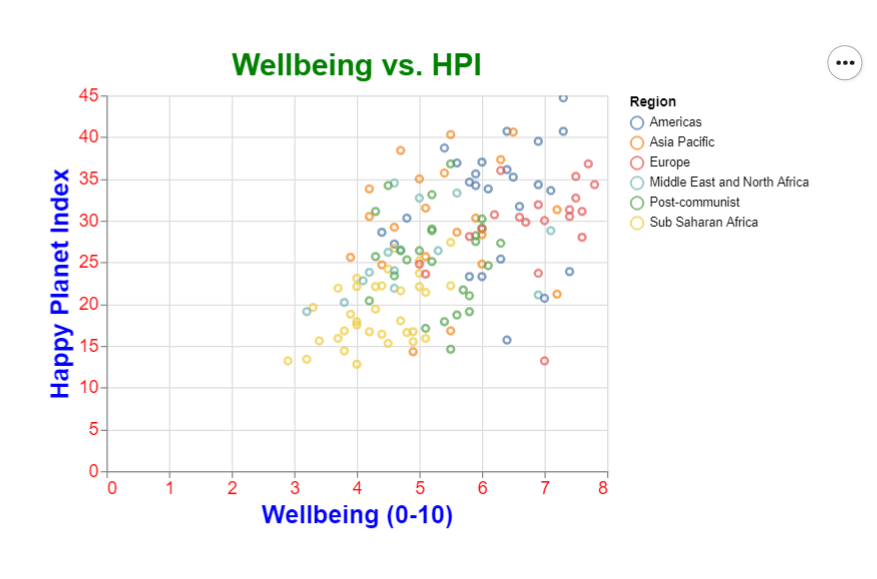 Wellbeing vs. HPI
Region
Americas
Asia Pacific
Europe
Middle East and North Africa
Post-communist
Sub Saharan Africa
Happy Planet Index
45
40
35
30
25
20
15
10
5
0
0 1 2 3 4 5 6 7 8
Wellbeing (0-10)